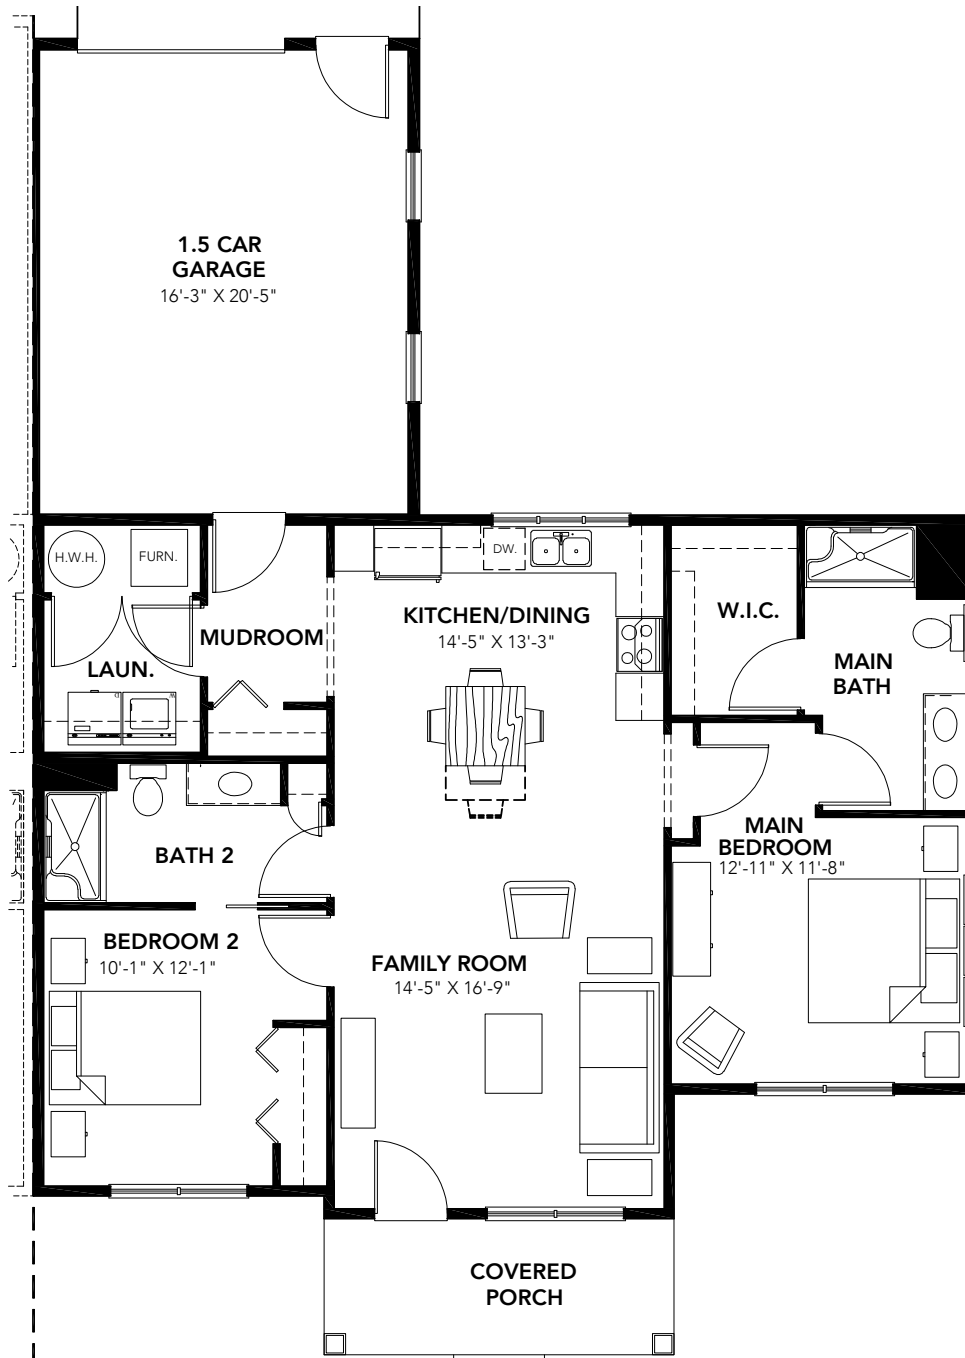 1.5 CAR
GARAGE
16'-3" X 20'-5"
H.W.H.
FURN.
DW.
MUDROOM
KITCHEN/DINING
14'-5" X 13'-3"
W.I.C.
LAUN.
MAIN
BATH
D
W
BATH 2
MAIN
BEDROOM
12'-11" X 11'-8"
BEDROOM 2
10'-1" X 12'-1"
FAMILY ROOM
14'-5" X 16'-9"
COVERED
PORCH